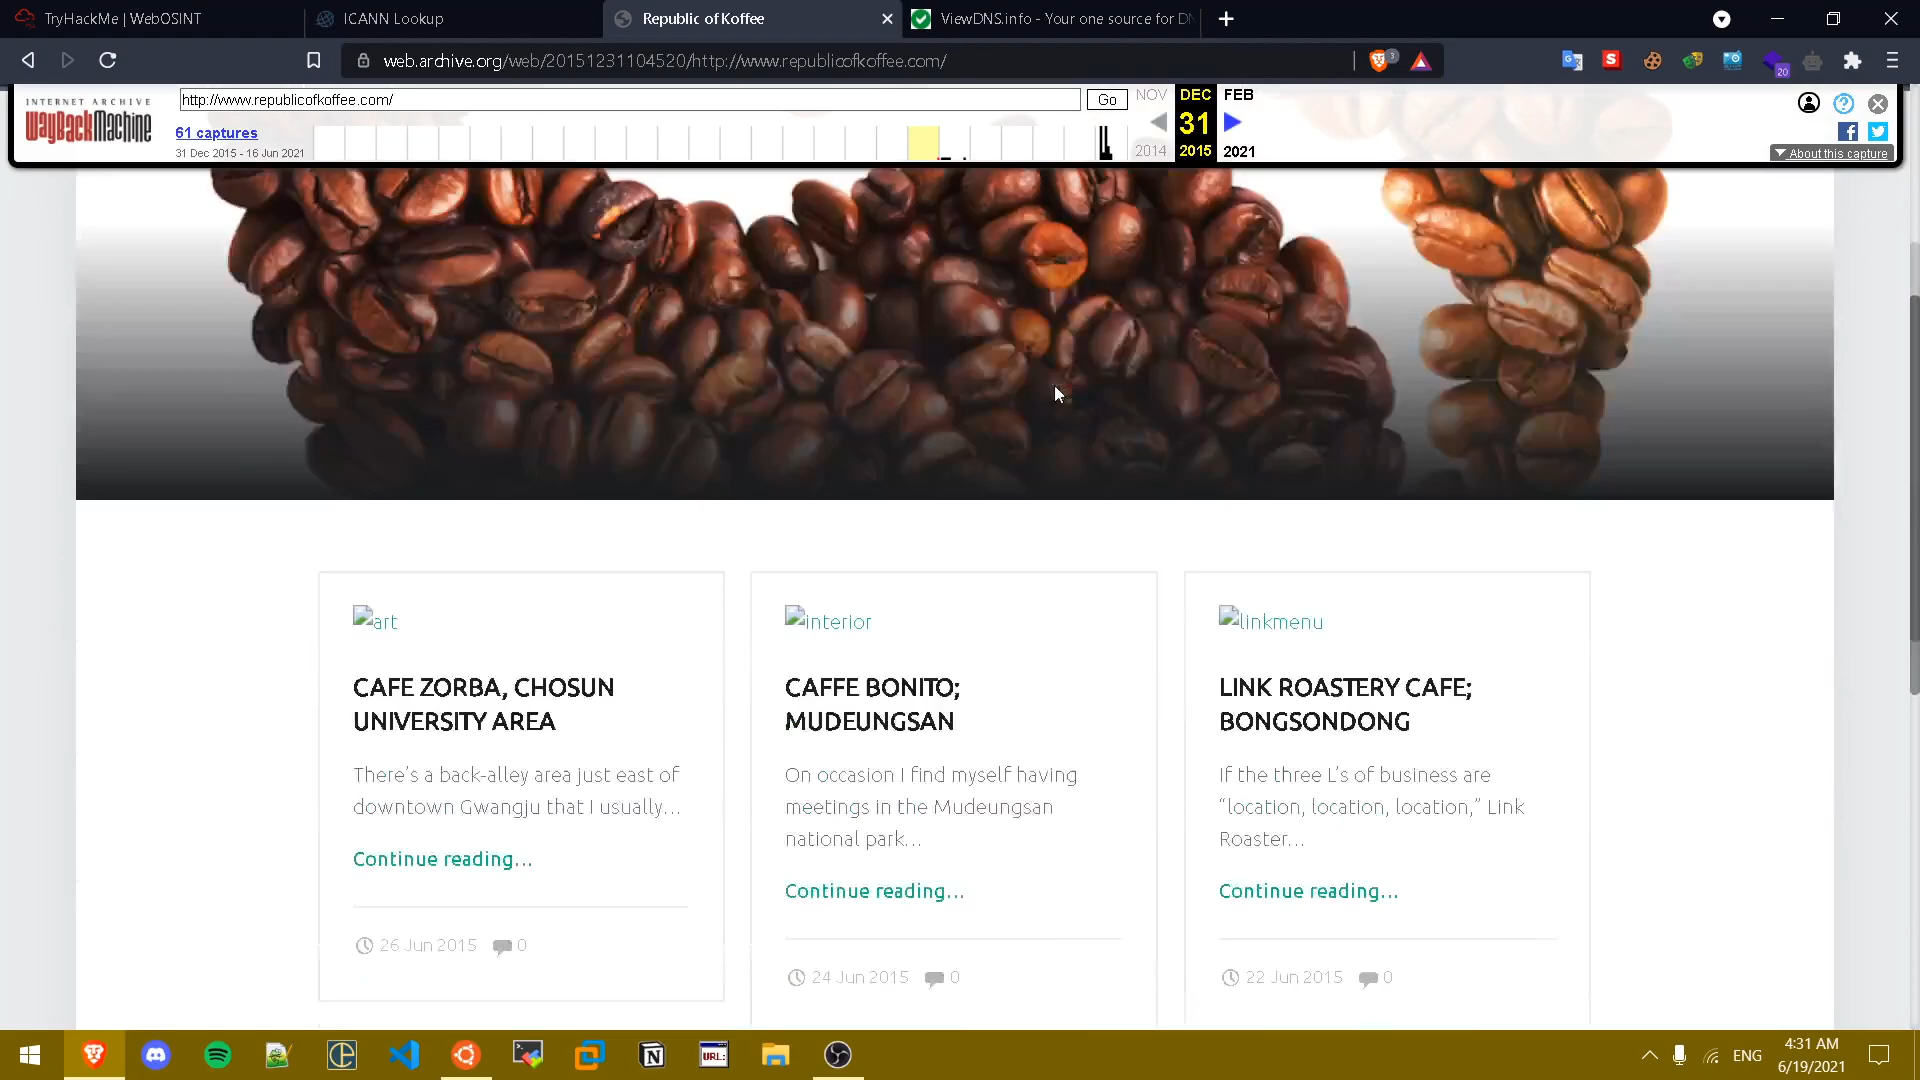 TryHackMe | WebOSINT
ICANN Lookup
Republic of Koffee
ViewDNS.info - Your one source for DN
web.archive.org/web/20151231104520/http://www.republicofkoffee.com/
3
20
INTERNET ARCHIVE
WayBackMachine
http://www.republicofkoffee.com/
Go
NOV
DEC
FEB
61 captures
31
31 Dec 2015 - 16 Jun 2021
2014
2015
2021
About this capture
art
interior
linkmenu
CAFE ZORBA, CHOSUN
UNIVERSITY AREA
There's a back-alley area just east of
downtown Gwangju that I usually…
Continue reading…
26 Jun 2015
0
CAFFE BONITO;
MUDEUNGSAN
On occasion I find myself having
meetings in the Mudeungsan
national park…
Continue reading…
24 Jun 2015
0
LINK ROASTERY CAFE;
BONGSONDONG
If the three L's of business are
“location, location, location,” Link
Roaster…
Continue reading…
22 Jun 2015
0
URL:
ENG
4:31 AM
6/19/2021